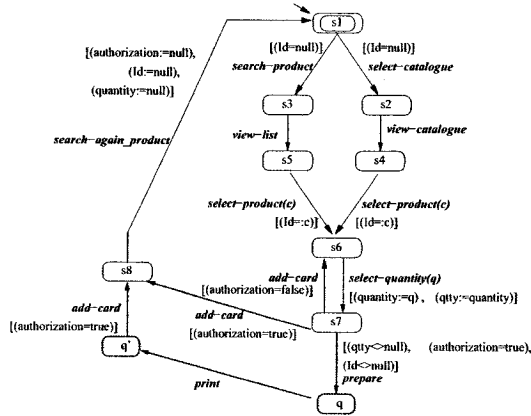 s1
[(authorization:=null),
(Id:=null),
(quantity:=null)]
[(Id=null)]
[(Id=null)]
search-product
select-catalogue
s3
s2
search-again_product
view-list
view-catalogue
s5
s4
select-product(c)
select-product(c)
[(Id=:c)]
[(Id=:c)]
s6
s8
add-card
select-quantity(q)
[(authorization=false)]
[(quantity:=q), (qtty:=quantity)]
add-card
add-card
[(authorization=true)]
[(authorization=true)]
s7
q'
[(qtty<>null), (authorization=true),
(Id<>null)]
prepare
print
q